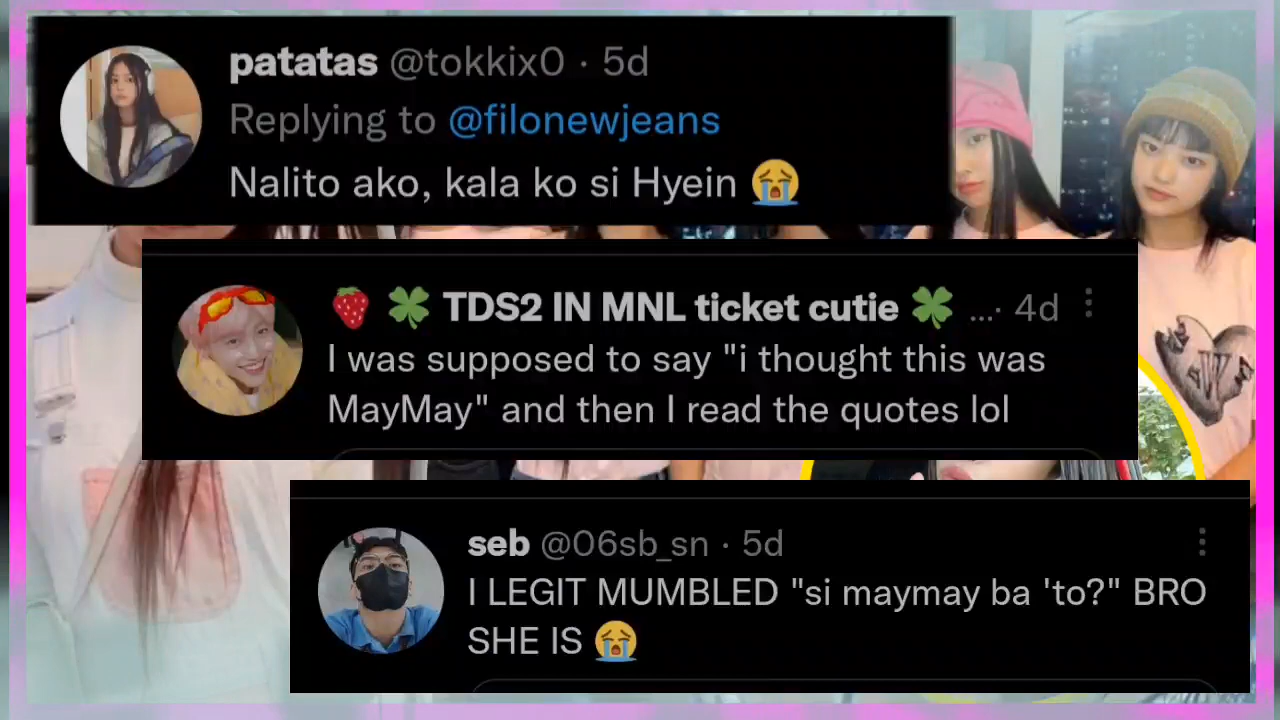 patatas @tokkix0 · 5d
Replying to @filonewjeans
Nalito ako, kala ko si Hyein 😭
🍓 🍀 TDS2 IN MNL ticket cutie 🍀 ...· 4d
I was supposed to say "i thought this was
MayMay" and then I read the quotes lol
seb @06sb_sn · 5d
I LEGIT MUMBLED "si maymay ba 'to?" BRO
SHE IS 😭